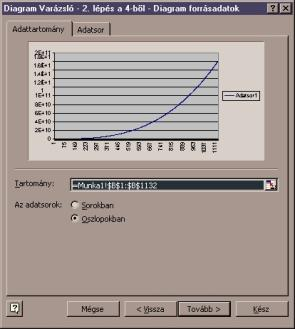 Diagram Varázsló - 2. lépés a 4-ből - Diagram forrásadatok
Adattartomány
Adatsor
2E+11
1.8E+11
1.6E+11
1.4E+11
1.2E+11
1E+11
8E+10
6E+10
4E+10
2E+10
0
1 75 149 223 297 371 445 519 593 667 741 815 889 963 1037 1111
Adatsor1
Tartomány: =Munka1!$B$1:$B$1132
Az adatsorok: Sorokban
Oszlopokban
Mégse
< Vissza
Tovább >
Kész